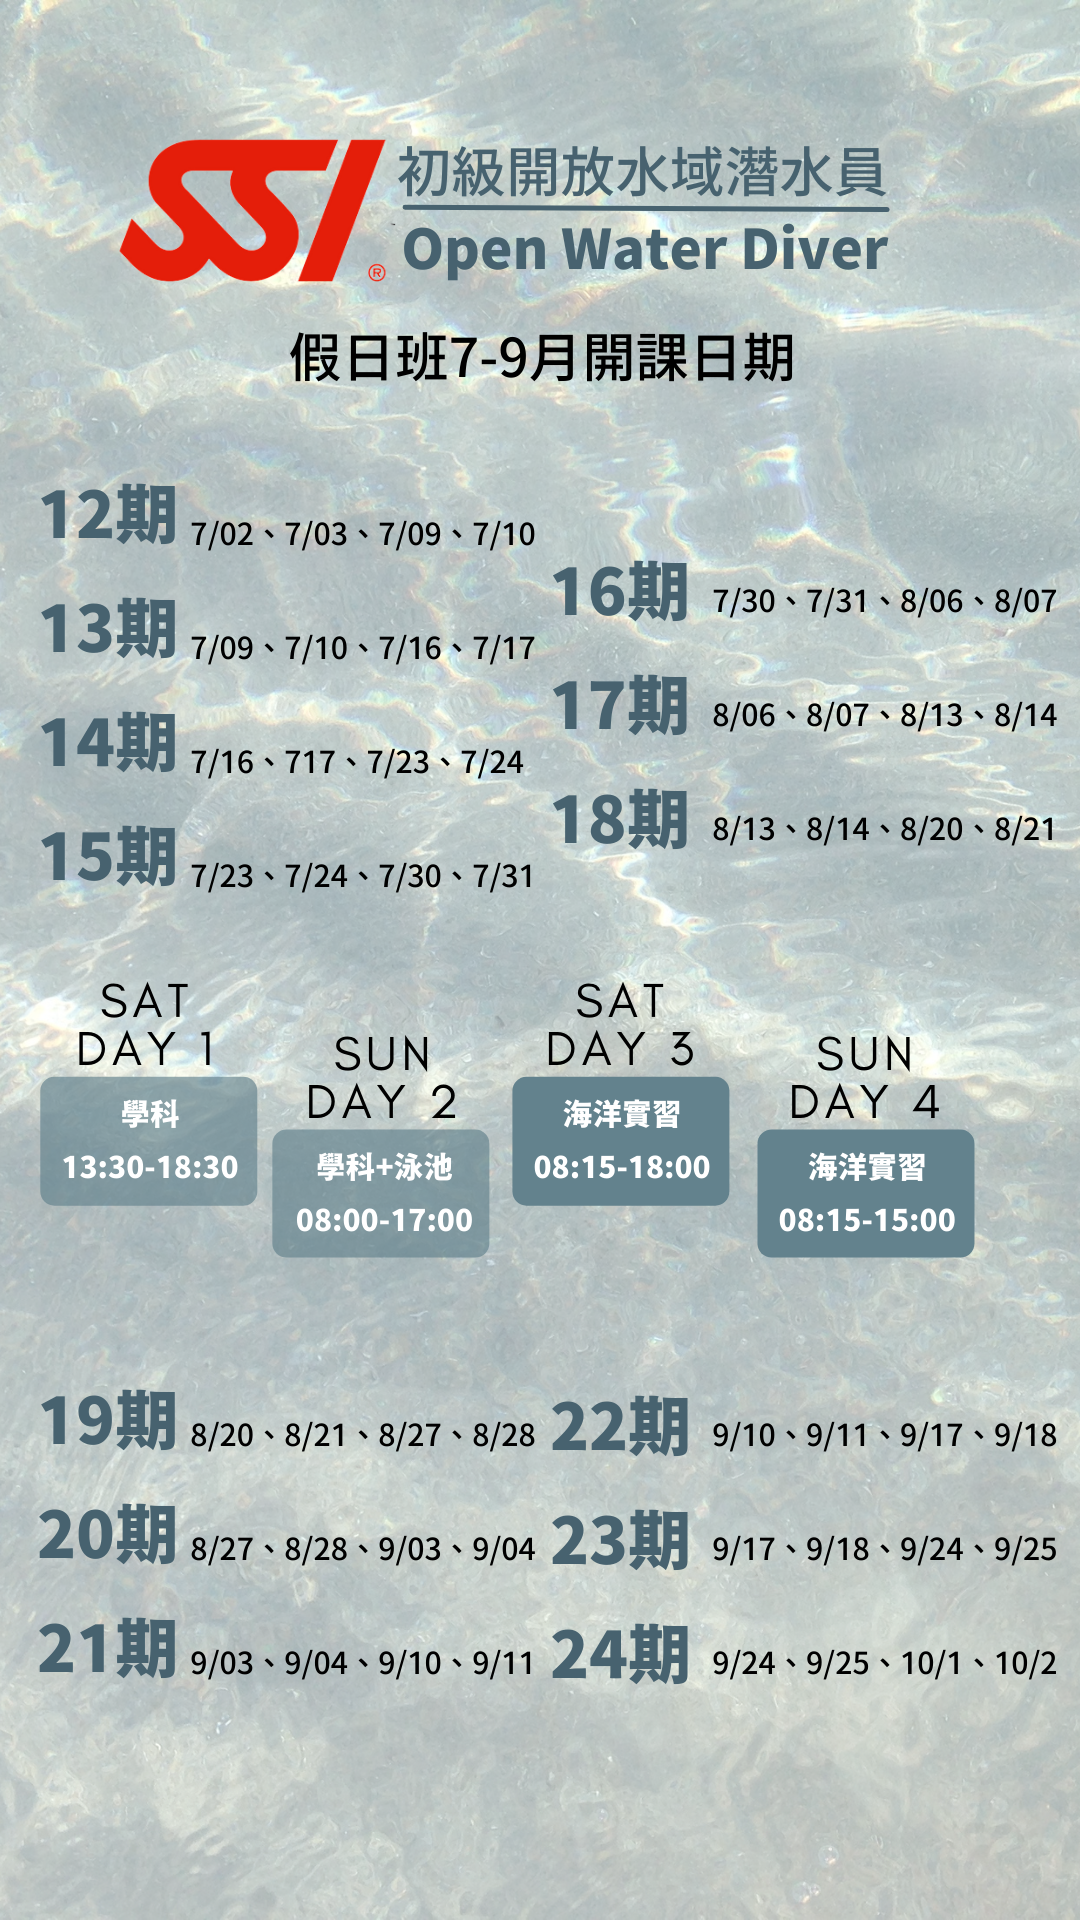 SSI®
初級開放水域潛水員
Open Water Diver
假日班7-9月開課日期
12期 7/02、7/03、7/09、7/10
13期 7/09、7/10、7/16、7/17
14期 7/16、717、7/23、7/24
15期 7/23、7/24、7/30、7/31
16期 7/30、7/31、8/06、8/07
17期 8/06、8/07、8/13、8/14
18期 8/13、8/14、8/20、8/21
SAT
DAY 1
學科
13:30-18:30
SUN
DAY 2
學科+泳池
08:00-17:00
SAT
DAY 3
海洋實習
08:15-18:00
SUN
DAY 4
海洋實習
08:15-15:00
19期 8/20、8/21、8/27、8/28
20期 8/27、8/28、9/03、9/04
21期 9/03、9/04、9/10、9/11
22期 9/10、9/11、9/17、9/18
23期 9/17、9/18、9/24、9/25
24期 9/24、9/25、10/1、10/2